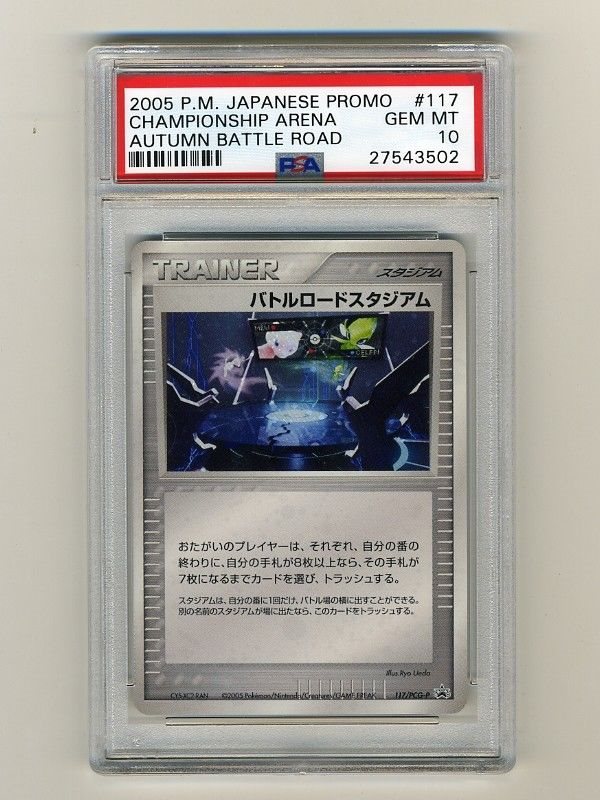 2005 P.M. JAPANESE PROMO #117
CHAMPIONSHIP ARENA GEM MT
AUTUMN BATTLE ROAD 10
PSA 27543502
TRAINER スタジアム
バトルロードスタジアム
MEW
CELEBI
おたがいのプレイヤーは、それぞれ、自分の番の
終わりに、自分の手札が8枚以上なら、その手札が
7枚になるまでカードを選び、トラッシュする。
スタジアムは、自分の番に1回だけ、バトル場の横に出すことができる。
別の名前のスタジアムが場に出たなら、このカードをトラッシュする。
Illus.Ryo Ueda
©2005 Pokémon/Nintendo/Creatures/GAME FREAK 117/PCG-P